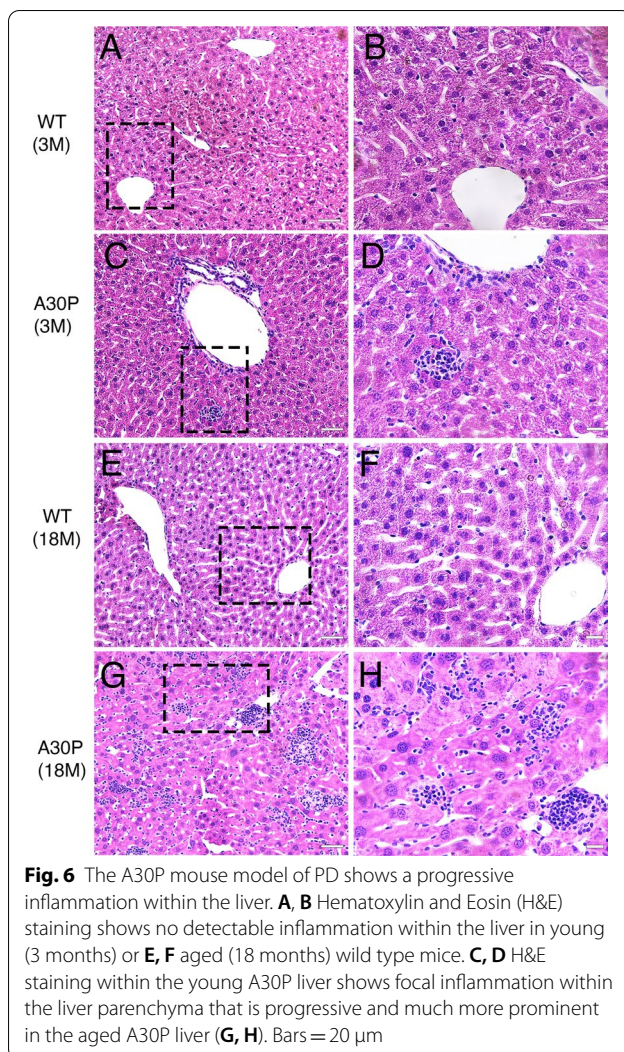 A
B
WT
(3M)
C
D
A30P
(3M)
E
F
WT
(18M)
G
H
A30P
(18M)
Fig. 6 The A30P mouse model of PD shows a progressive
inflammation within the liver. A, B Hematoxylin and Eosin (H&E)
staining shows no detectable inflammation within the liver in young
(3 months) or E, F aged (18 months) wild type mice. C, D H&E
staining within the young A30P liver shows focal inflammation within
the liver parenchyma that is progressive and much more prominent
in the aged A30P liver (G, H). Bars = 20 μm